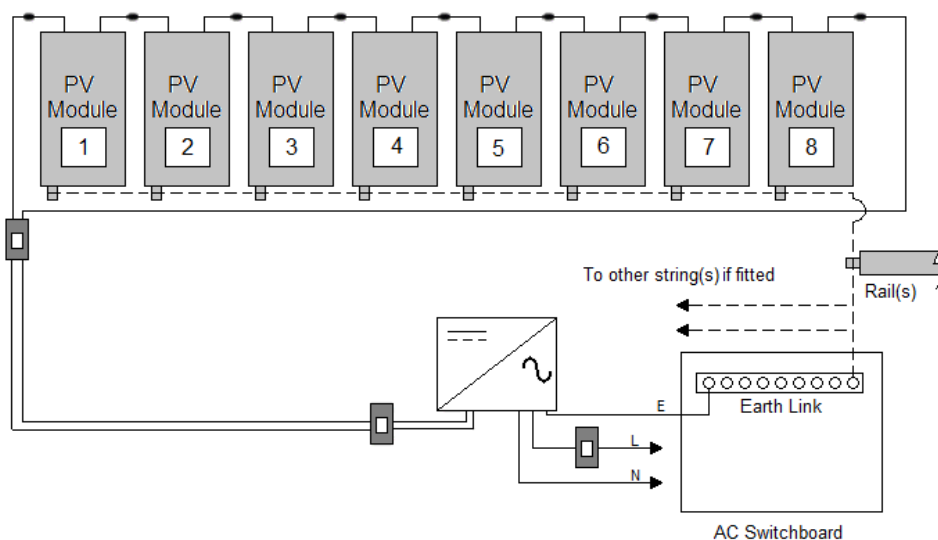 PV
Module
1
PV
Module
2
PV
Module
3
PV
Module
4
PV
Module
5
PV
Module
6
PV
Module
7
PV
Module
8
To other string(s) if fitted
Rail(s)
Earth Link
E
L
N
AC Switchboard